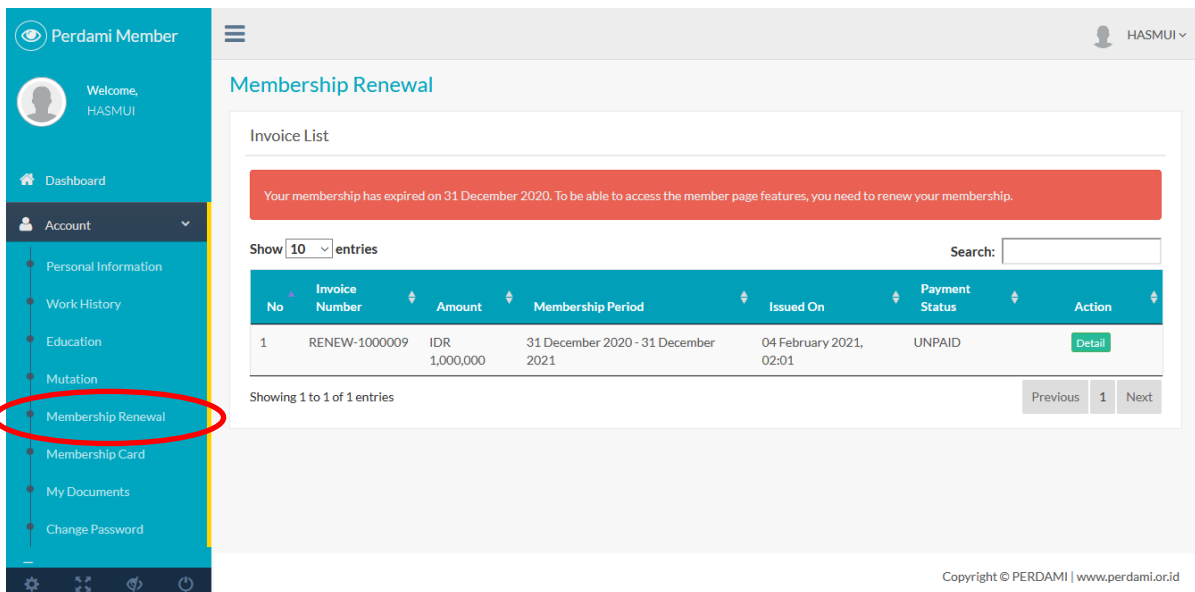 Perdami Member
HASMUI
Welcome,
HASMUI
Dashboard
Account
Personal Information
Work History
Education
Mutation
Membership Renewal
Membership Card
My Documents
Change Password
Membership Renewal
Invoice List
Your membership has expired on 31 December 2020. To be able to access the member page features, you need to renew your membership.
Show 10 entries
Search:
No Invoice Number Amount Membership Period Issued On Payment Status Action
1 RENEW-1000009 IDR 31 December 2020 - 31 December 04 February 2021, UNPAID Detail
1,000,000 2021 02:01
Showing 1 to 1 of 1 entries
Previous 1 Next
Copyright © PERDAMI | www.perdami.or.id